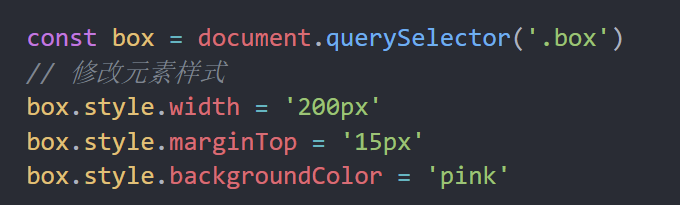 const box = document.querySelector('.box')
// 修改元素样式
box.style.width = '200px'
box.style.marginTop = '15px'
box.style.backgroundColor = 'pink'